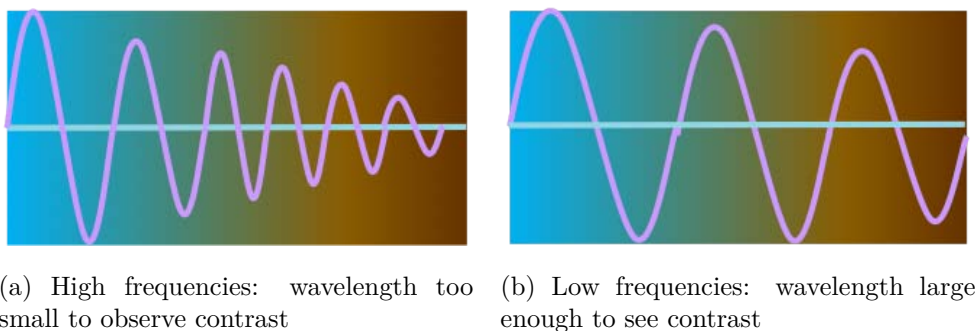 (a) High frequencies: wavelength too
small to observe contrast
(b) Low frequencies: wavelength large
enough to see contrast